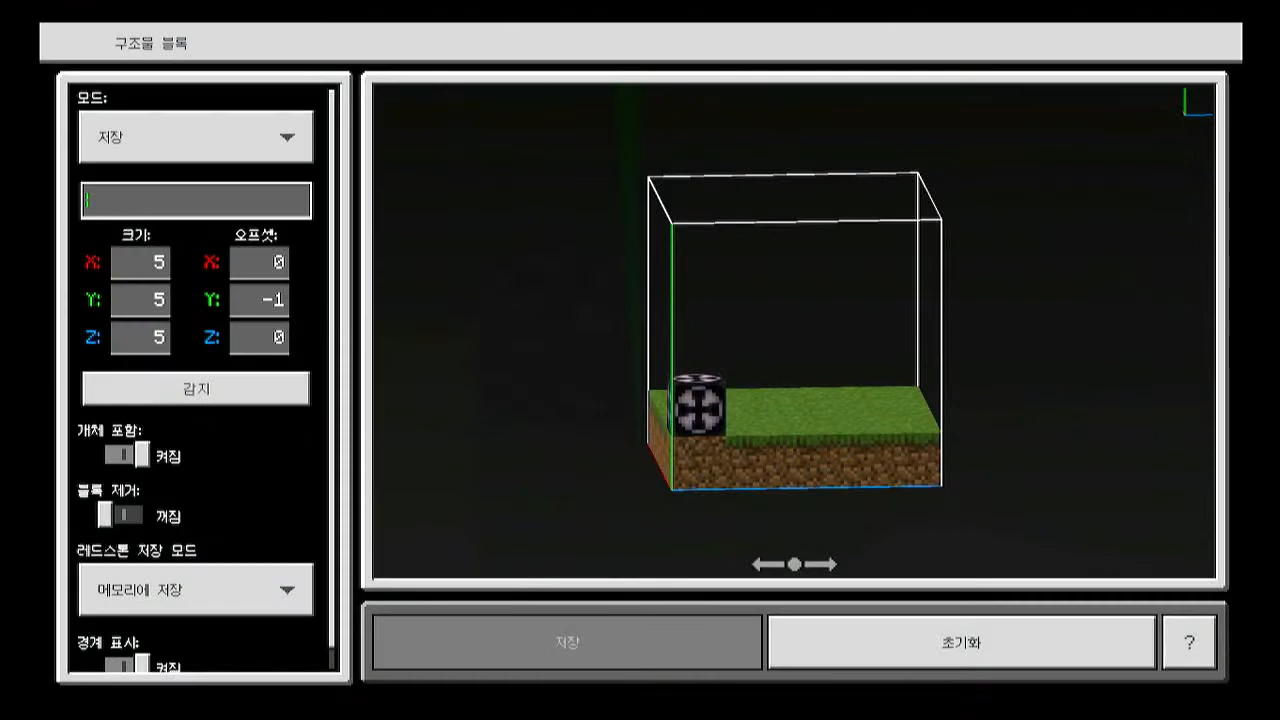 구조물 블록
모드:
저장
크기: 오프셋:
X: 5 X: 0
Y: 5 Y: -1
Z: 5 Z: 0
감지
개체 포함:
켜짐
블록 제거:
꺼짐
레드스톤 저장 모드
메모리에 저장
경계 표시:
켜짐
저장 초기화 ?